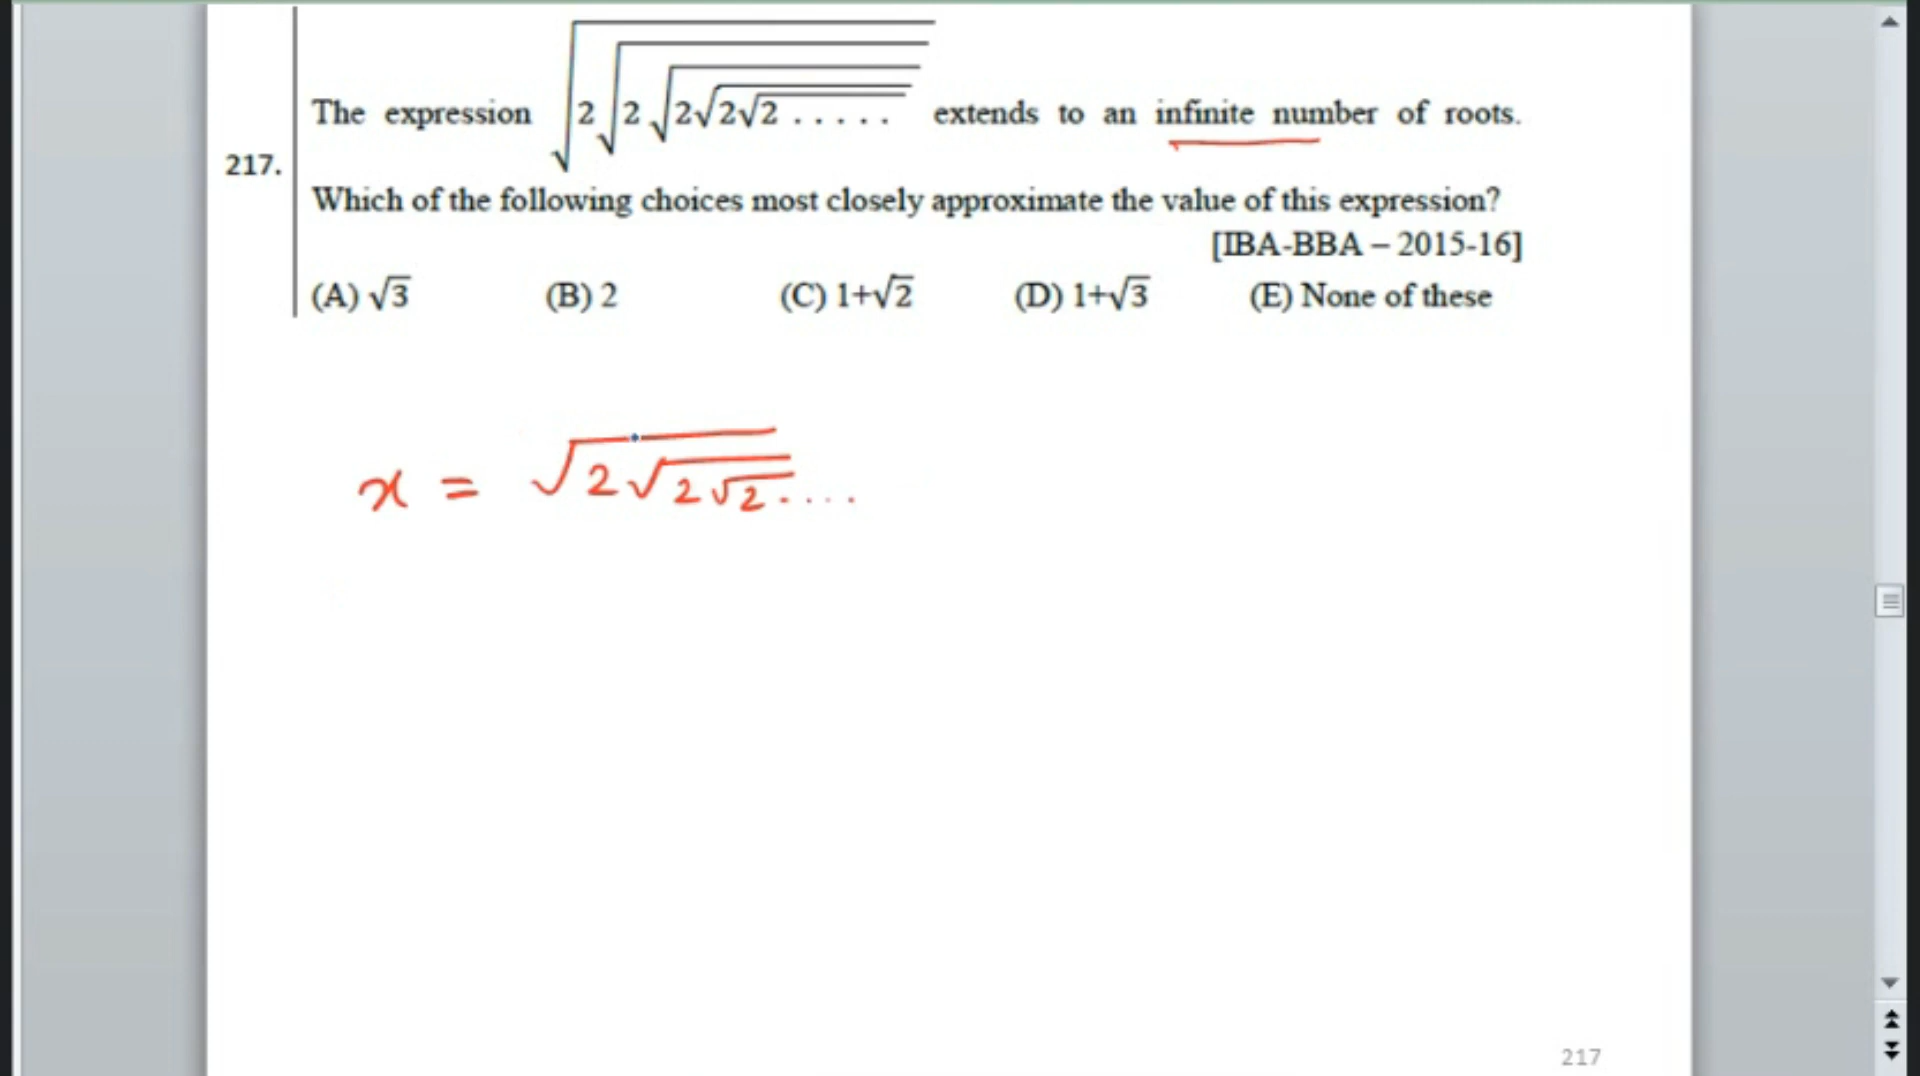 The expression √2√2√2√2√2 ..... extends to an infinite number of roots.
217.
Which of the following choices most closely approximate the value of this expression?
[IBA-BBA – 2015-16]
(A) √3 (B) 2 (C) 1+√2 (D) 1+√3 (E) None of these
x = √2√2√2....
217